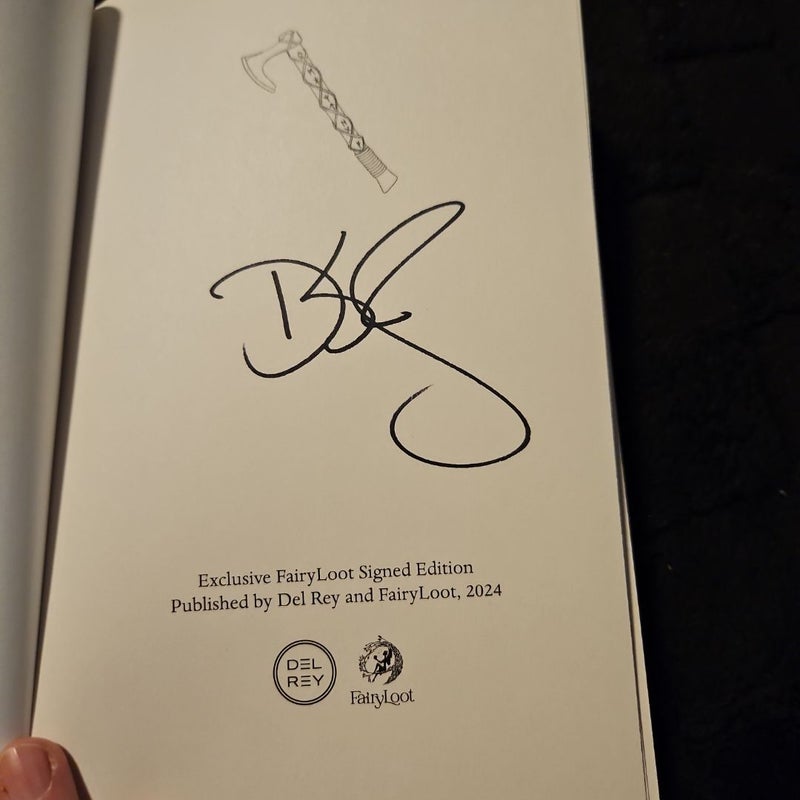 Exclusive FairyLoot Signed Edition
Published by Del Rey and FairyLoot, 2024
DEL
REY
FairyLoot